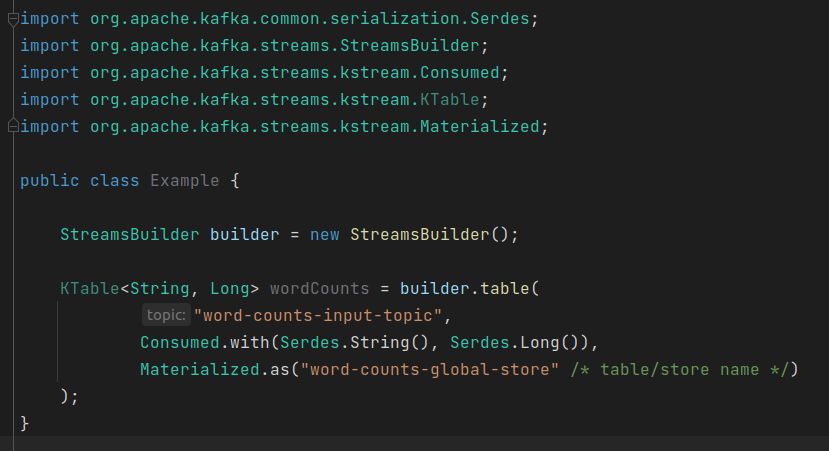 import org.apache.kafka.common.serialization.Serdes;
import org.apache.kafka.streams.StreamsBuilder;
import org.apache.kafka.streams.kstream.Consumed;
import org.apache.kafka.streams.kstream.KTable;
import org.apache.kafka.streams.kstream.Materialized;
public class Example {
StreamsBuilder builder = new StreamsBuilder();
KTable<String, Long> wordCounts = builder.table(
topic: "word-counts-input-topic",
Consumed.with(Serdes.String(), Serdes.Long()),
Materialized.as("word-counts-global-store" /* table/store name */)
);
}